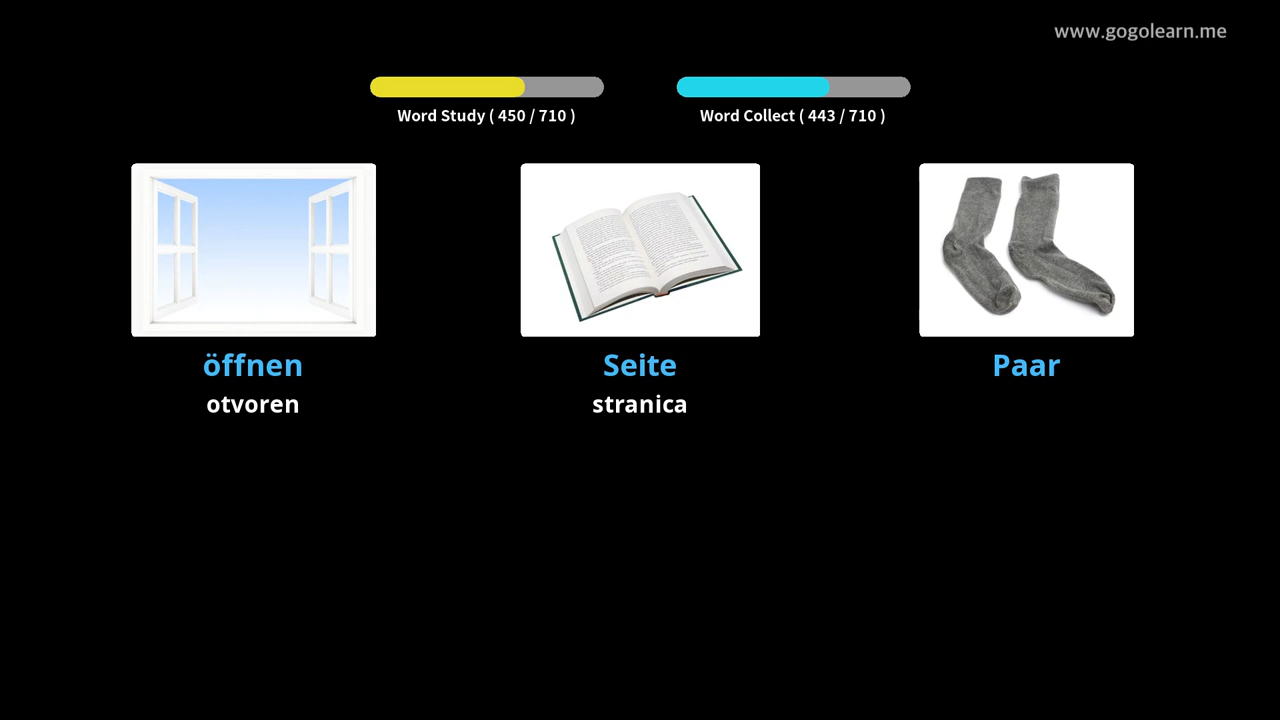 www.gogolearn.me
Word Study ( 450 / 710 )
Word Collect ( 443 / 710 )
öffnen
otvoren
Seite
stranica
Paar